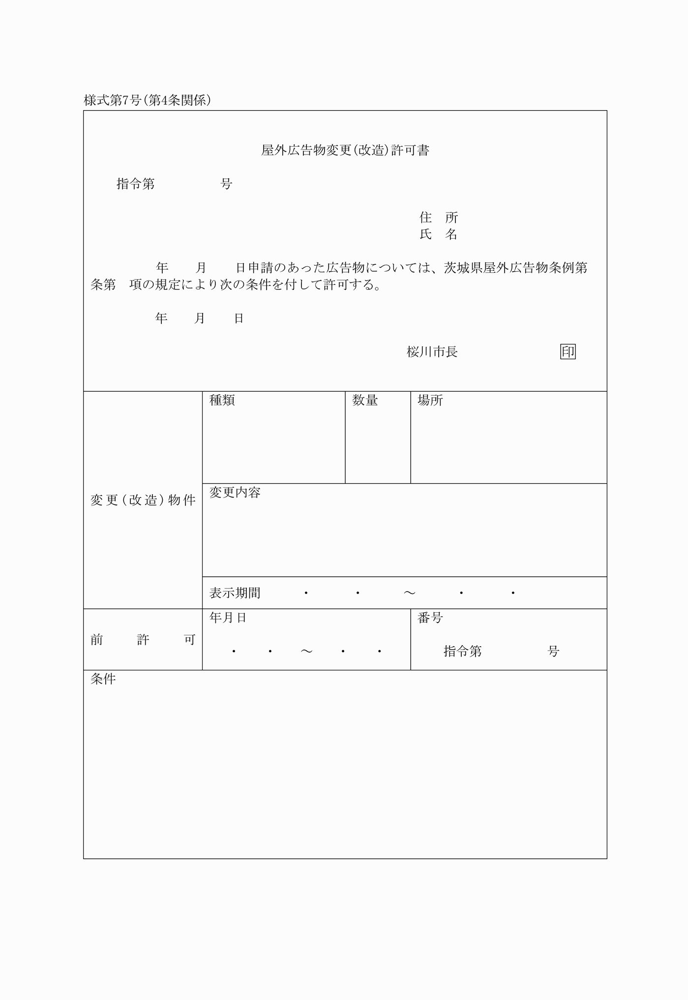 様式第7号(第4条関係)
屋外広告物変更(改造)許可書
指令第　　　　　号
住　所
氏　名
年　　月　　日申請のあった広告物については、茨城県屋外広告物条例第
条第　項の規定により次の条件を付して許可する。
年　　月　　日
桜川市長　　　　　　　　印
種類　数量　場所
変更(改造)物件
変更内容
表示期間　　　・　　　・　　　～　　　・　　　・
年月日　番号
前　許　可
・　　・　　～　　・　　・　　指令第　　　　　号
条件